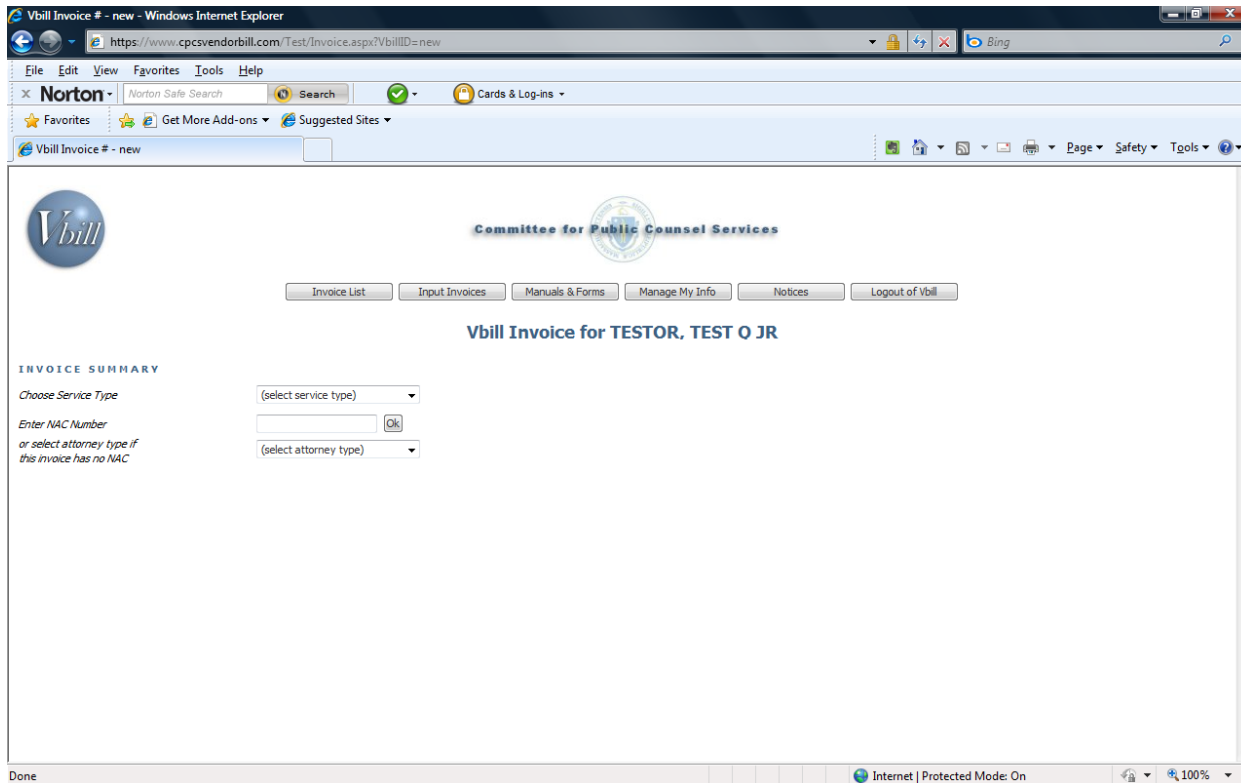 Vbill Invoice # - new - Windows Internet Explorer
https://www.cpcsvendorbill.com/Test/Invoice.aspx?VbillID=new
Bing
File Edit View Favorites Tools Help
x Norton Norton Safe Search Search Cards & Log-ins
Favorites Get More Add-ons Suggested Sites
Vbill Invoice # - new Page Safety Tools
Vbill
Committee for Public Counsel Services
Invoice List Input Invoices Manuals & Forms Manage My Info Notices Logout of Vbill
Vbill Invoice for TESTOR, TEST Q JR
INVOICE SUMMARY
Choose Service Type (select service type)
Enter NAC Number Ok
or select attorney type if
this invoice has no NAC (select attorney type)
Done Internet | Protected Mode: On 100%